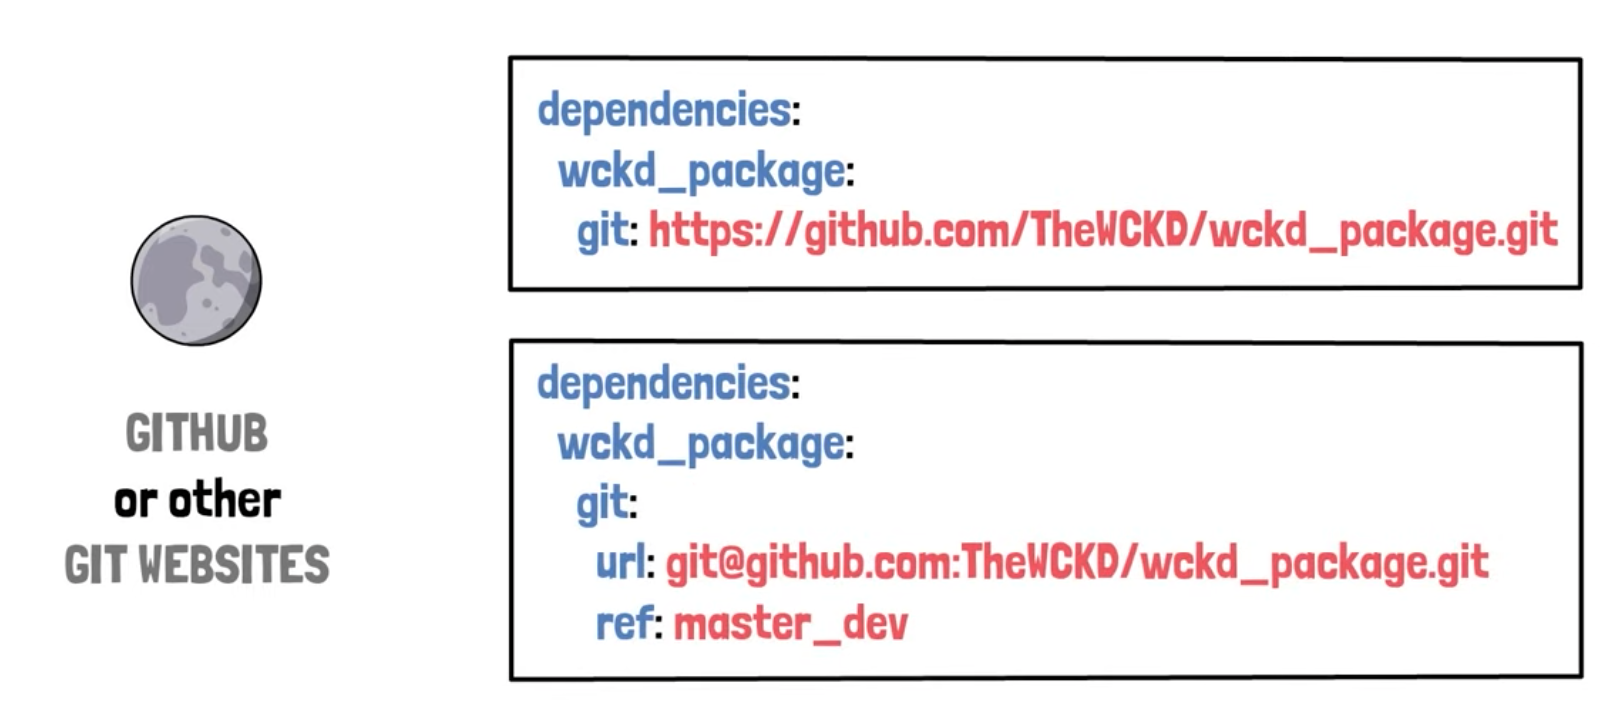 GITHUB
or other
GIT WEBSITES
dependencies:
wckd_package:
git: https://github.com/TheWCKD/wckd_package.git
dependencies:
wckd_package:
git:
url: git@github.com:TheWCKD/wckd_package.git
ref: master_dev